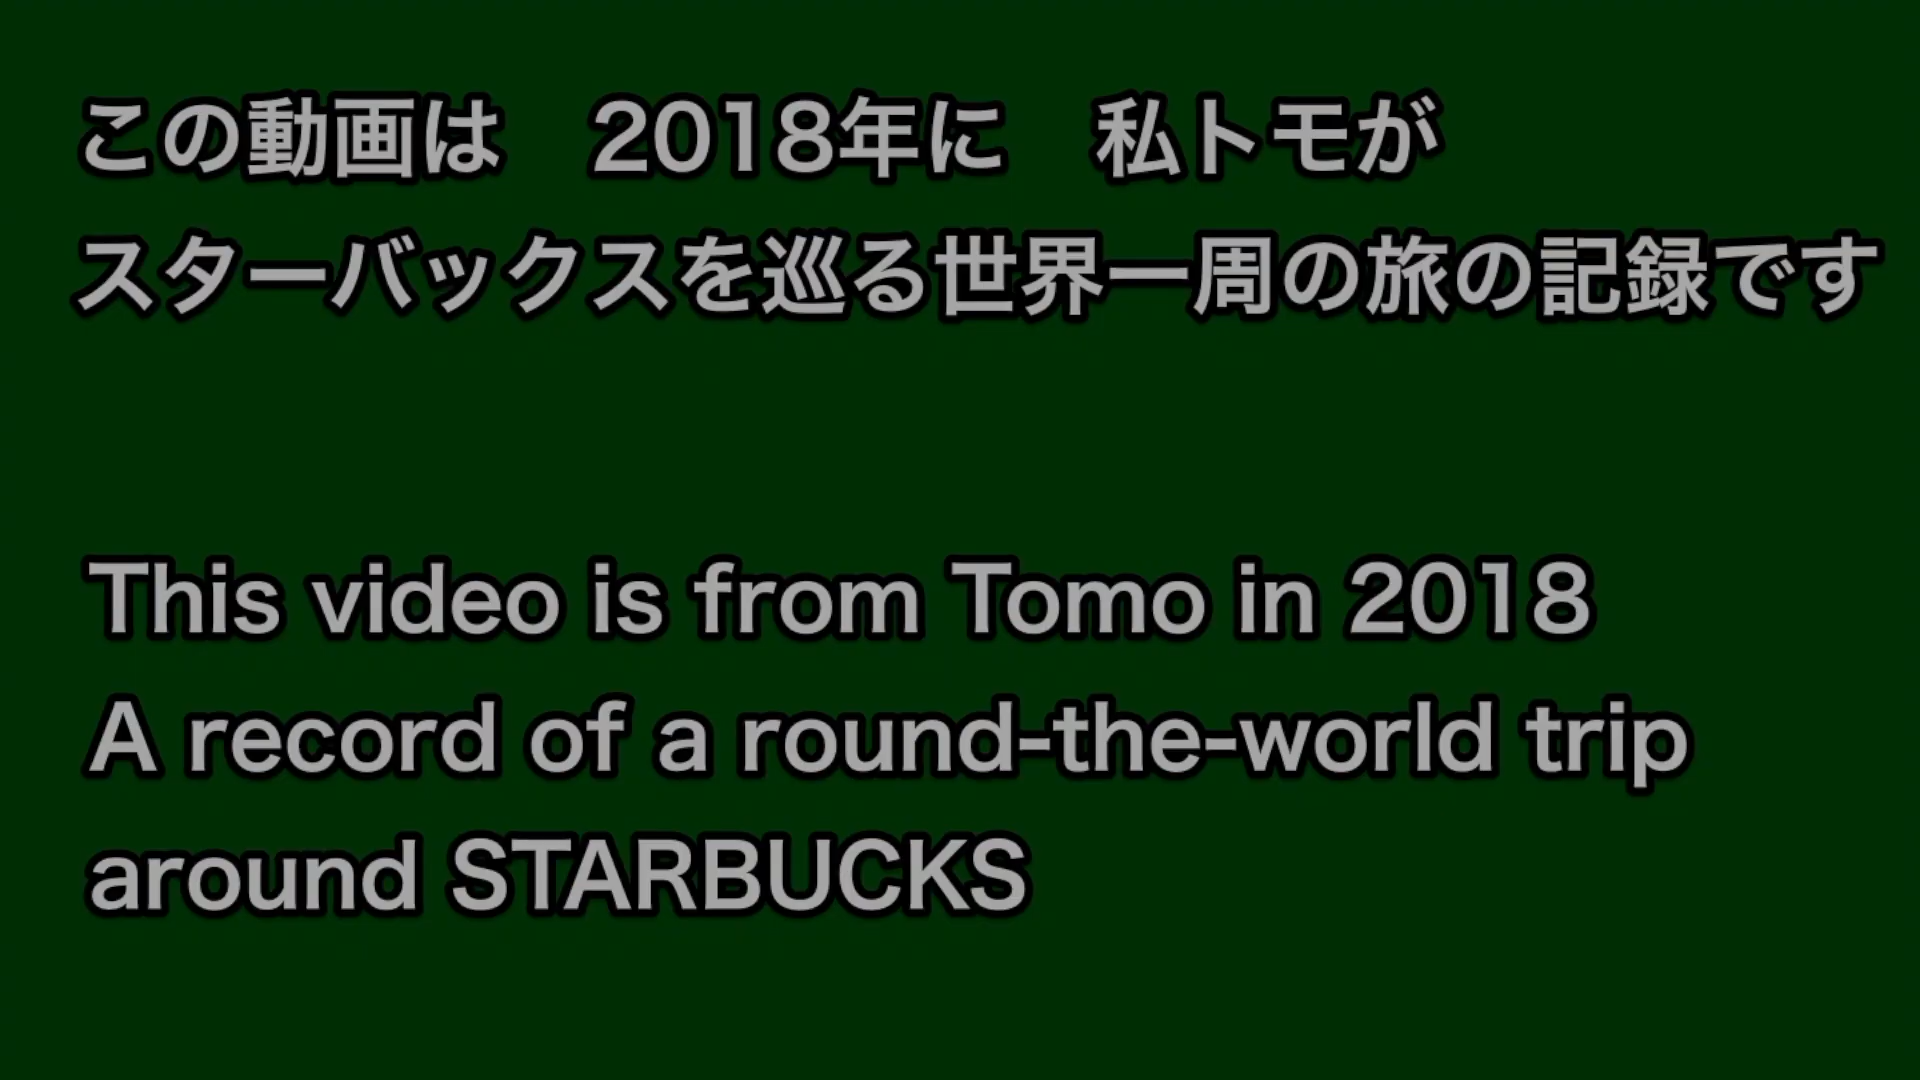 この動画は　2018年に　私トモが
スターバックスを巡る世界一周の旅の記録です
This video is from Tomo in 2018
A record of a round-the-world trip
around STARBUCKS